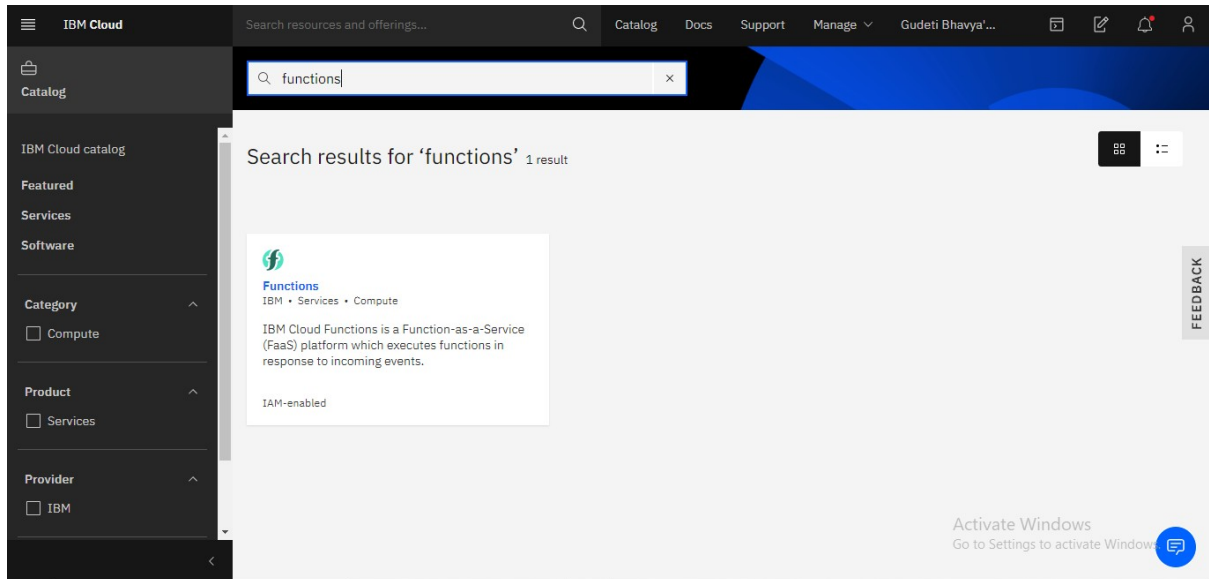 IBM Cloud
Search resources and offerings...
Catalog
Docs
Support
Manage
Gudeti Bhavya'...
Catalog
functions
IBM Cloud catalog
Featured
Services
Software
Category
Compute
Product
Services
Provider
IBM
Search results for ‘functions’ 1 result
Functions
IBM • Services • Compute
IBM Cloud Functions is a Function-as-a-Service
(FaaS) platform which executes functions in
response to incoming events.
IAM-enabled
FEEDBACK
Activate Windows
Go to Settings to activate Windows.